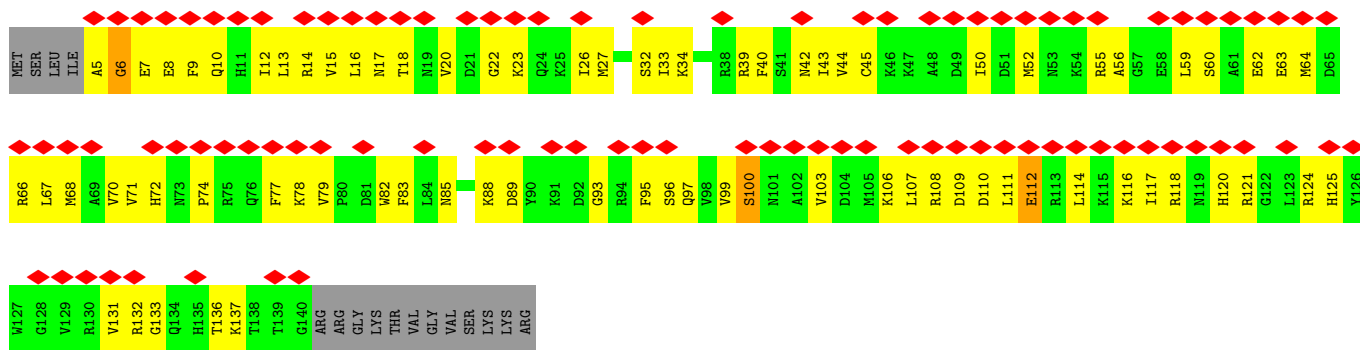 MET SER LEU ILE A5 G6 E7 E8 F9 Q10 H11 I12 L13 R14 V15 L16 N17 T18 N19 V20 D21 G22 K23 Q24 K25 I26 M27 S32 I33 K34 R38 R39 F40 S41 N42 I43 V44 C45 K46 K47 A48 D49 I50 D51 M52 N53 K54 R55 A56 G57 E58 L59 S60 A61 E62 E63 M64 D65
R66 L67 M68 A69 V70 V71 H72 N73 P74 R75 Q76 F77 K78 V79 P80 D81 W82 F83 L84 N85 K88 D89 Y90 K91 D92 G93 R94 F95 S96 Q97 V98 V99 S100 N101 A102 V103 D104 M105 K106 L107 R108 D109 D110 L111 E112 R113 L114 K115 K116 I117 R118 N119 H120 R121 G122 L123 R124 H125 Y126
W127 G128 V129 R130 V131 R132 G133 Q134 H135 T136 K137 T138 T139 G140 ARG ARG GLY LYS THR VAL GLY VAL SER LYS LYS ARG